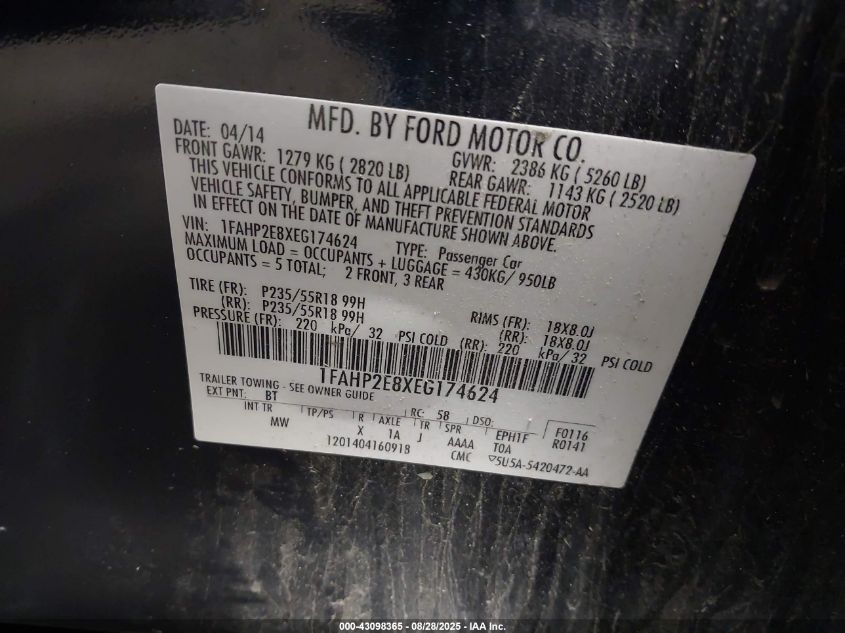 MFD. BY FORD MOTOR CO.
DATE: 04/14 GVWR: 2386 KG ( 5260 LB)
FRONT GAWR: 1279 KG ( 2820 LB) REAR GAWR: 1143 KG ( 2520 LB)
THIS VEHICLE CONFORMS TO ALL APPLICABLE FEDERAL MOTOR
VEHICLE SAFETY, BUMPER, AND THEFT PREVENTION STANDARDS
IN EFFECT ON THE DATE OF MANUFACTURE SHOWN ABOVE.
VIN: 1FAHP2E8XEG174624 TYPE: Passenger Car
MAXIMUM LOAD = OCCUPANTS + LUGGAGE = 430KG/ 950LB
OCCUPANTS = 5 TOTAL; 2 FRONT, 3 REAR
TIRE (FR): P235/55R18 99H RIMS (FR): 18X8.0J
(RR): P235/55R18 99H (RR): 18X8.0J
PRESSURE (FR): 220 kPa/ 32 PSI COLD (RR): 220 kPa/ 32 PSI COLD
1FAHP2E8XEG174624
TRAILER TOWING - SEE OWNER GUIDE
EXT PNT: BT RC: 58 DSO: F0116
INT TR TP/PS R AXLE TR SPR EPH1F R0141
MW X 1A J AAAA T0A
1201404160918 CMC 5U5A-5420472-AA
000-43098365 - 08/28/2025 - IAA Inc.